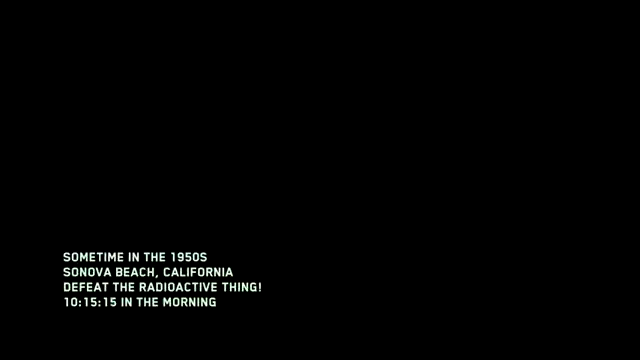 SOMETIME IN THE 1950S
SONOVA BEACH, CALIFORNIA
DEFEAT THE RADIOACTIVE THING!
10:15:15 IN THE MORNING